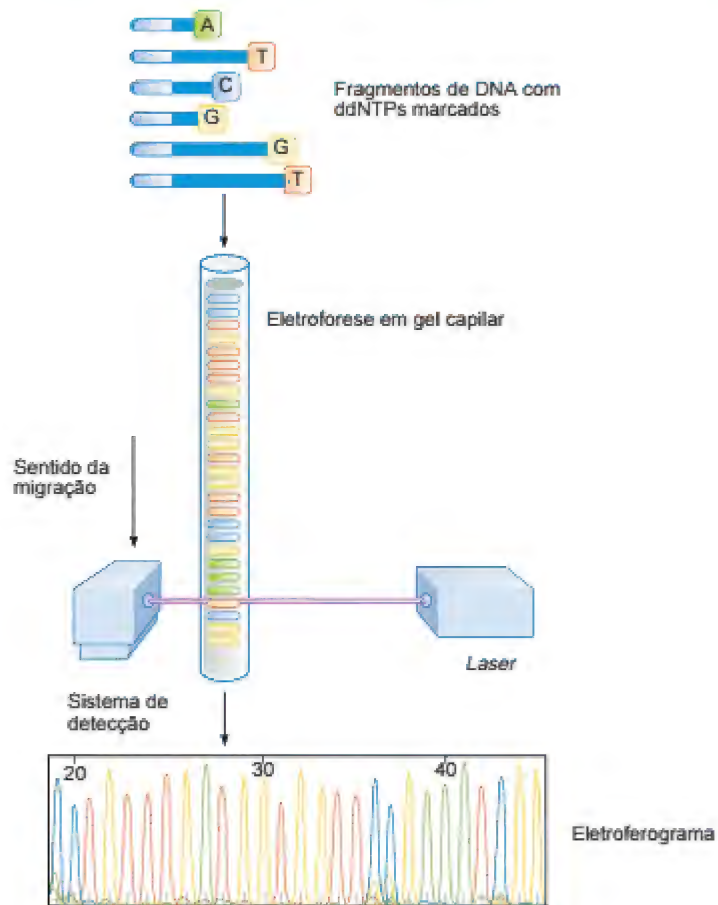 A
T
C
G
G
T
Fragmentos de DNA com
ddNTPs marcados
Eletroforese em gel capilar
Sentido da
migração
Laser
Sistema de
detecção
20 30 40
Eletroferograma